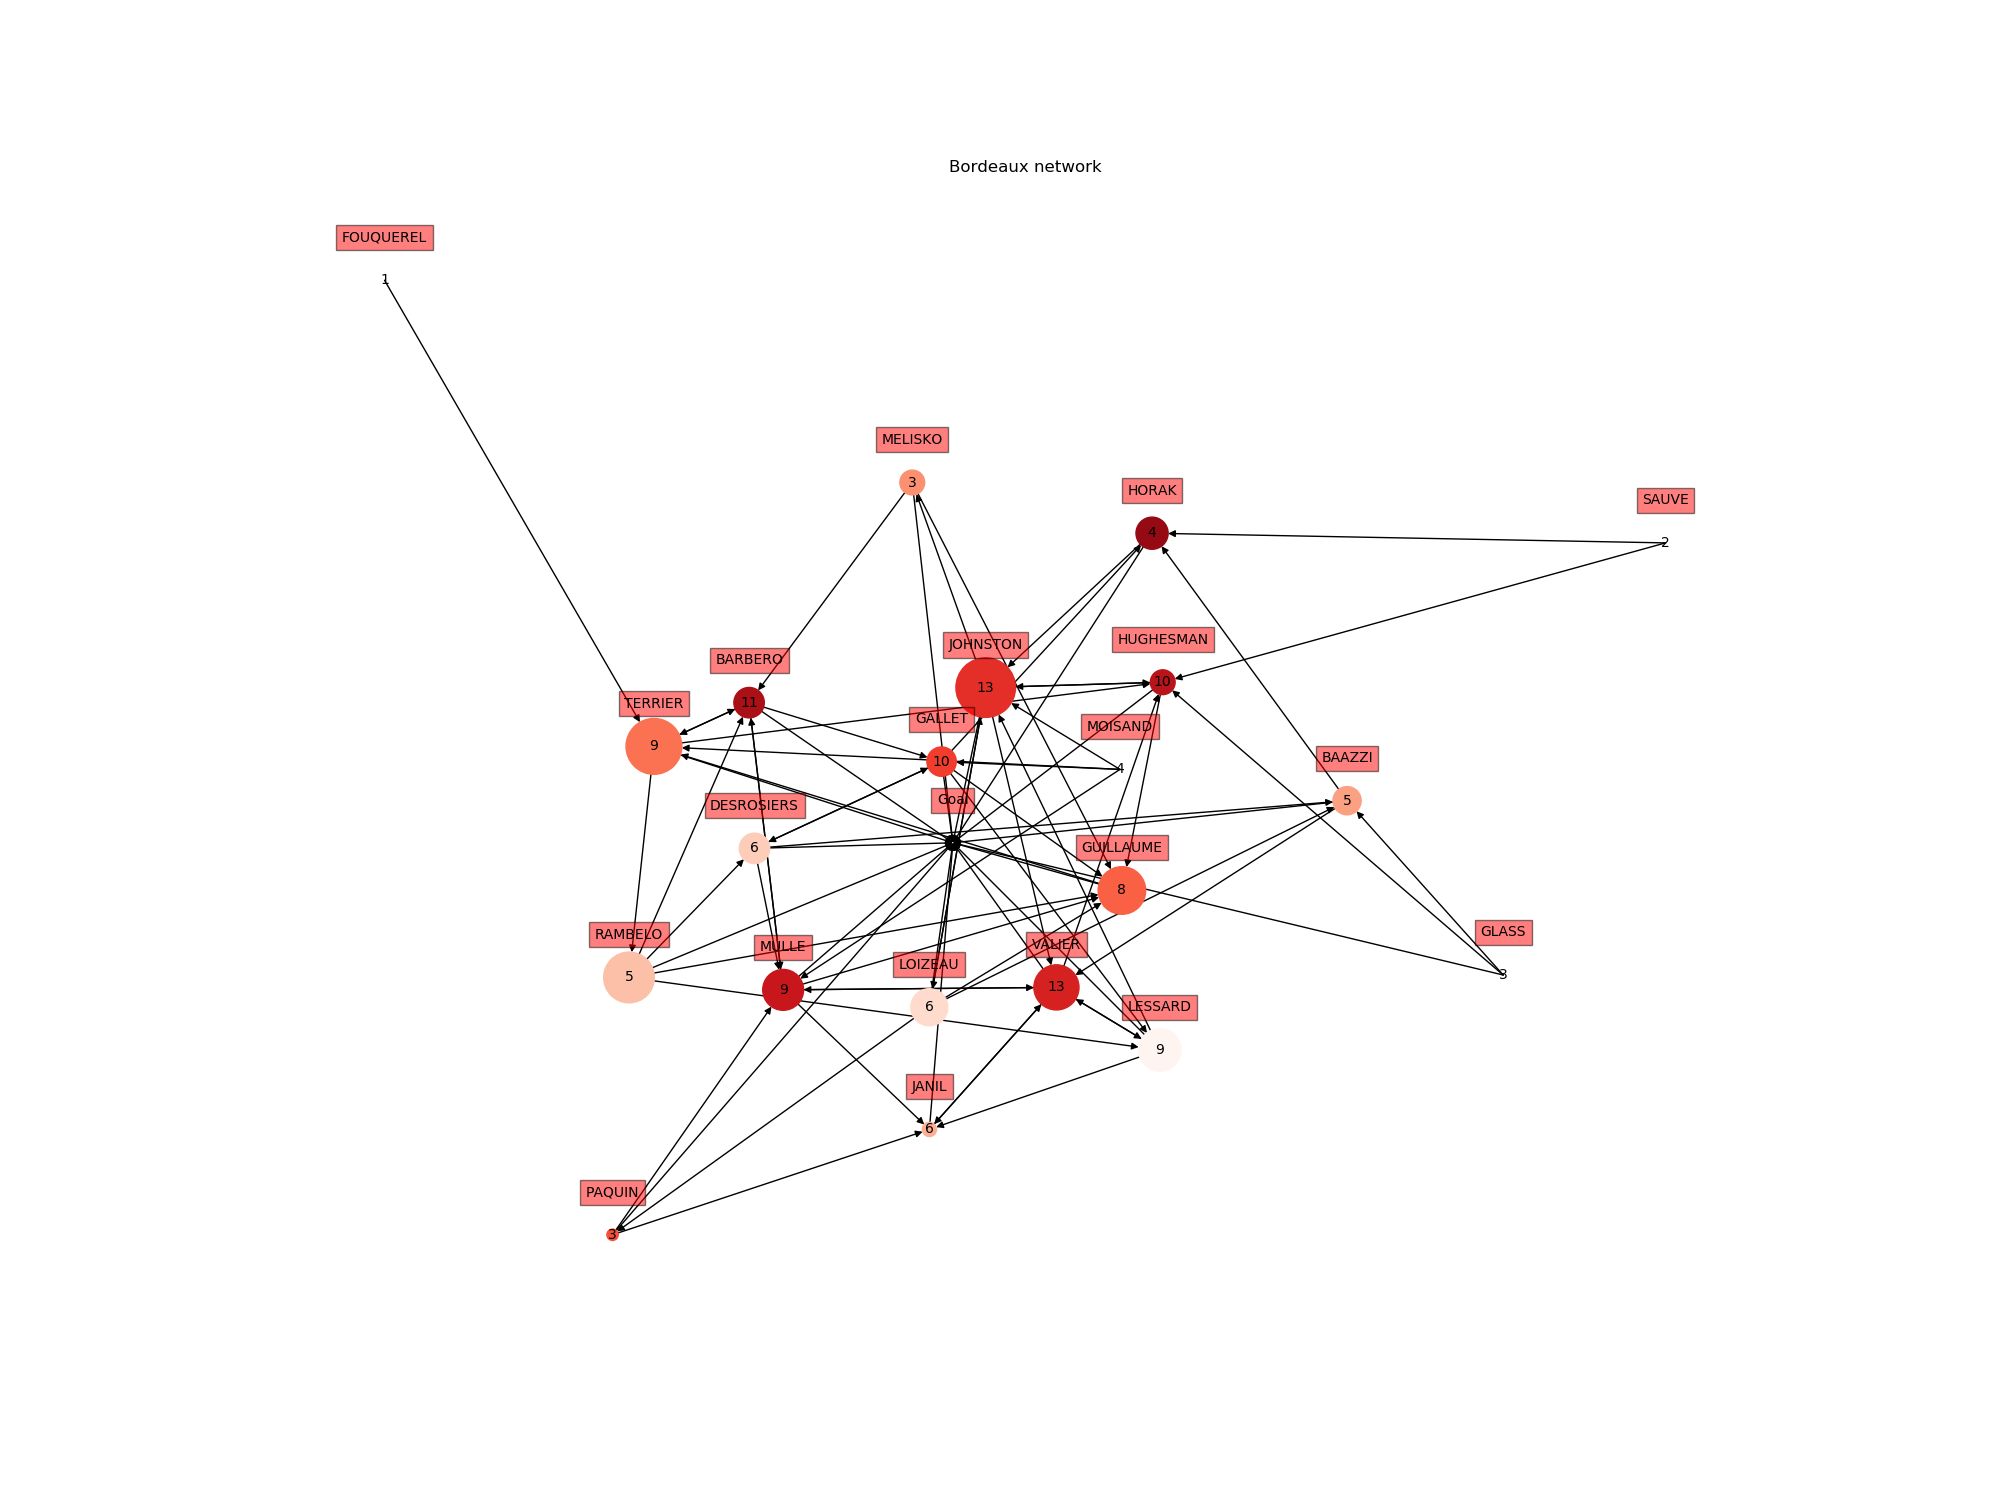 Bordeaux network
FOUQUEREL
1
MELISKO
3
HORAK
4
SAUVE
2
JOHNSTON
13
HUGHESMAN
10
BARBERO
11
TERRIER
9
GALLET
10
MOISAND
4
BAAZZI
5
DESROSIERS
6
Goal
GUILLAUME
8
RAMBELO
5
MULLE
9
LOIZEAU
6
VALIER
13
GLASS
3
LESSARD
9
JANIL
6
PAQUIN
3